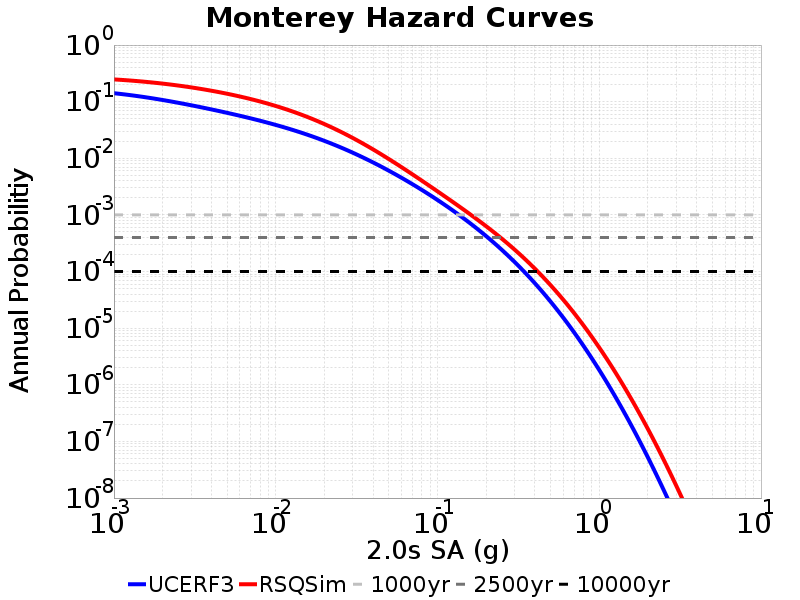 Monterey Hazard Curves
10^0
10^-1
10^-2
10^-3
10^-4
10^-5
10^-6
10^-7
10^-8
Annual Probabilitiy
10^-3 10^-2 10^-1 10^0 10^1
2.0s SA (g)
UCERF3 RSQSim 1000yr 2500yr 10000yr